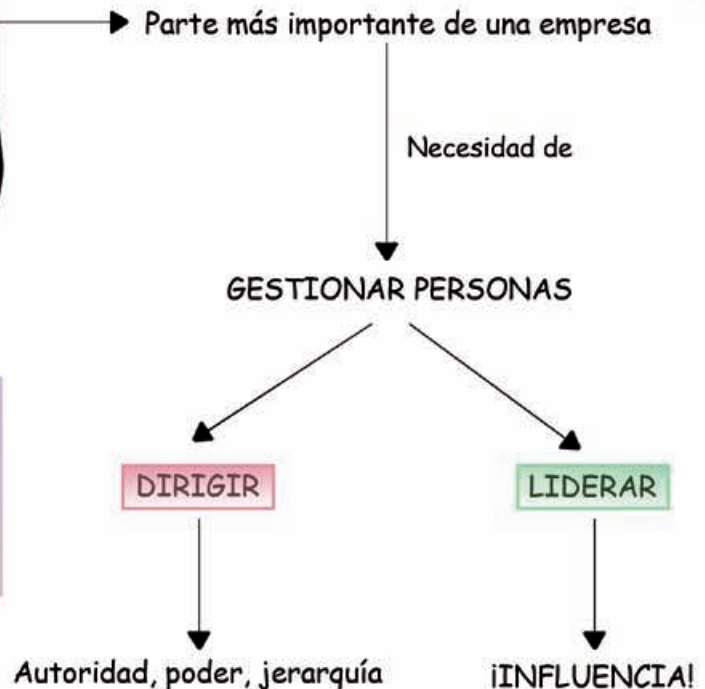 Parte más importante de una empresa
Necesidad de
GESTIONAR PERSONAS
DIRIGIR
LIDERAR
Autoridad, poder, jerarquía
¡INFLUENCIA!